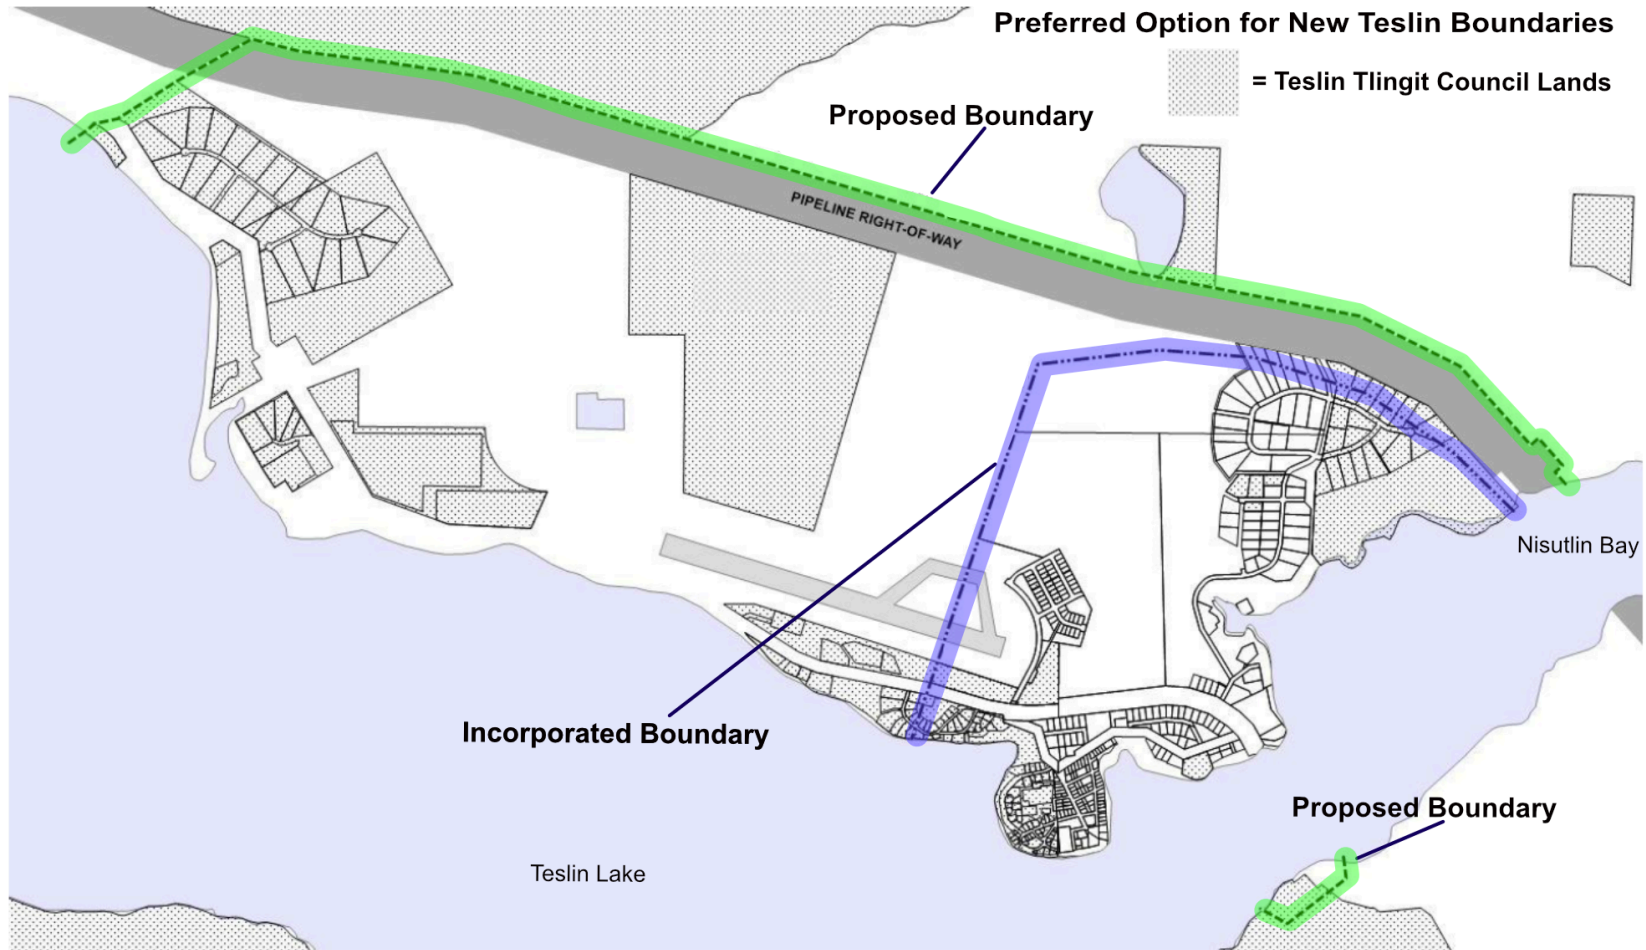 Preferred Option for New Teslin Boundaries
= Teslin Tlingit Council Lands
Proposed Boundary
PIPELINE RIGHT-OF-WAY
Nisutlin Bay
Incorporated Boundary
Proposed Boundary
Teslin Lake